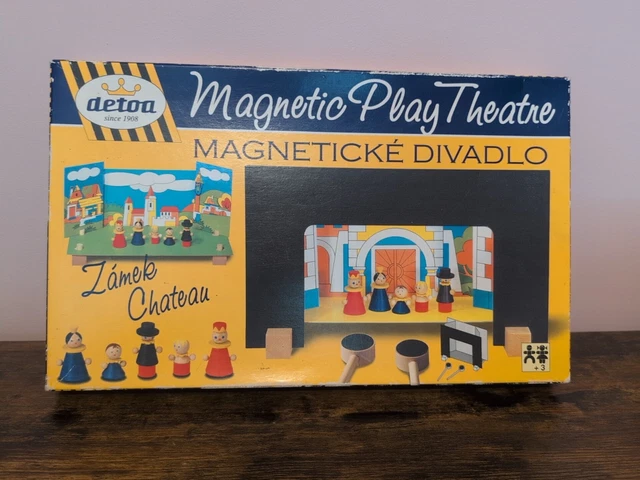 detoa
since 1908
Magnetic Play Theatre
MAGNETICKÉ DIVADLO
Zámek
Chateau
+3